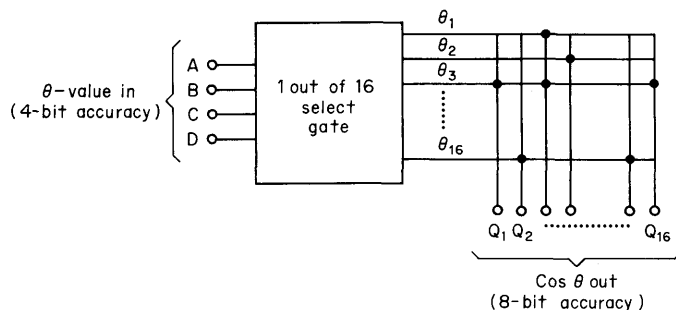 θ-value in
(4-bit accuracy)
A
B
C
D
1 out of 16
select
gate
θ1
θ2
θ3
θ16
Q1 Q2 Q16
Cos θ out
(8-bit accuracy)